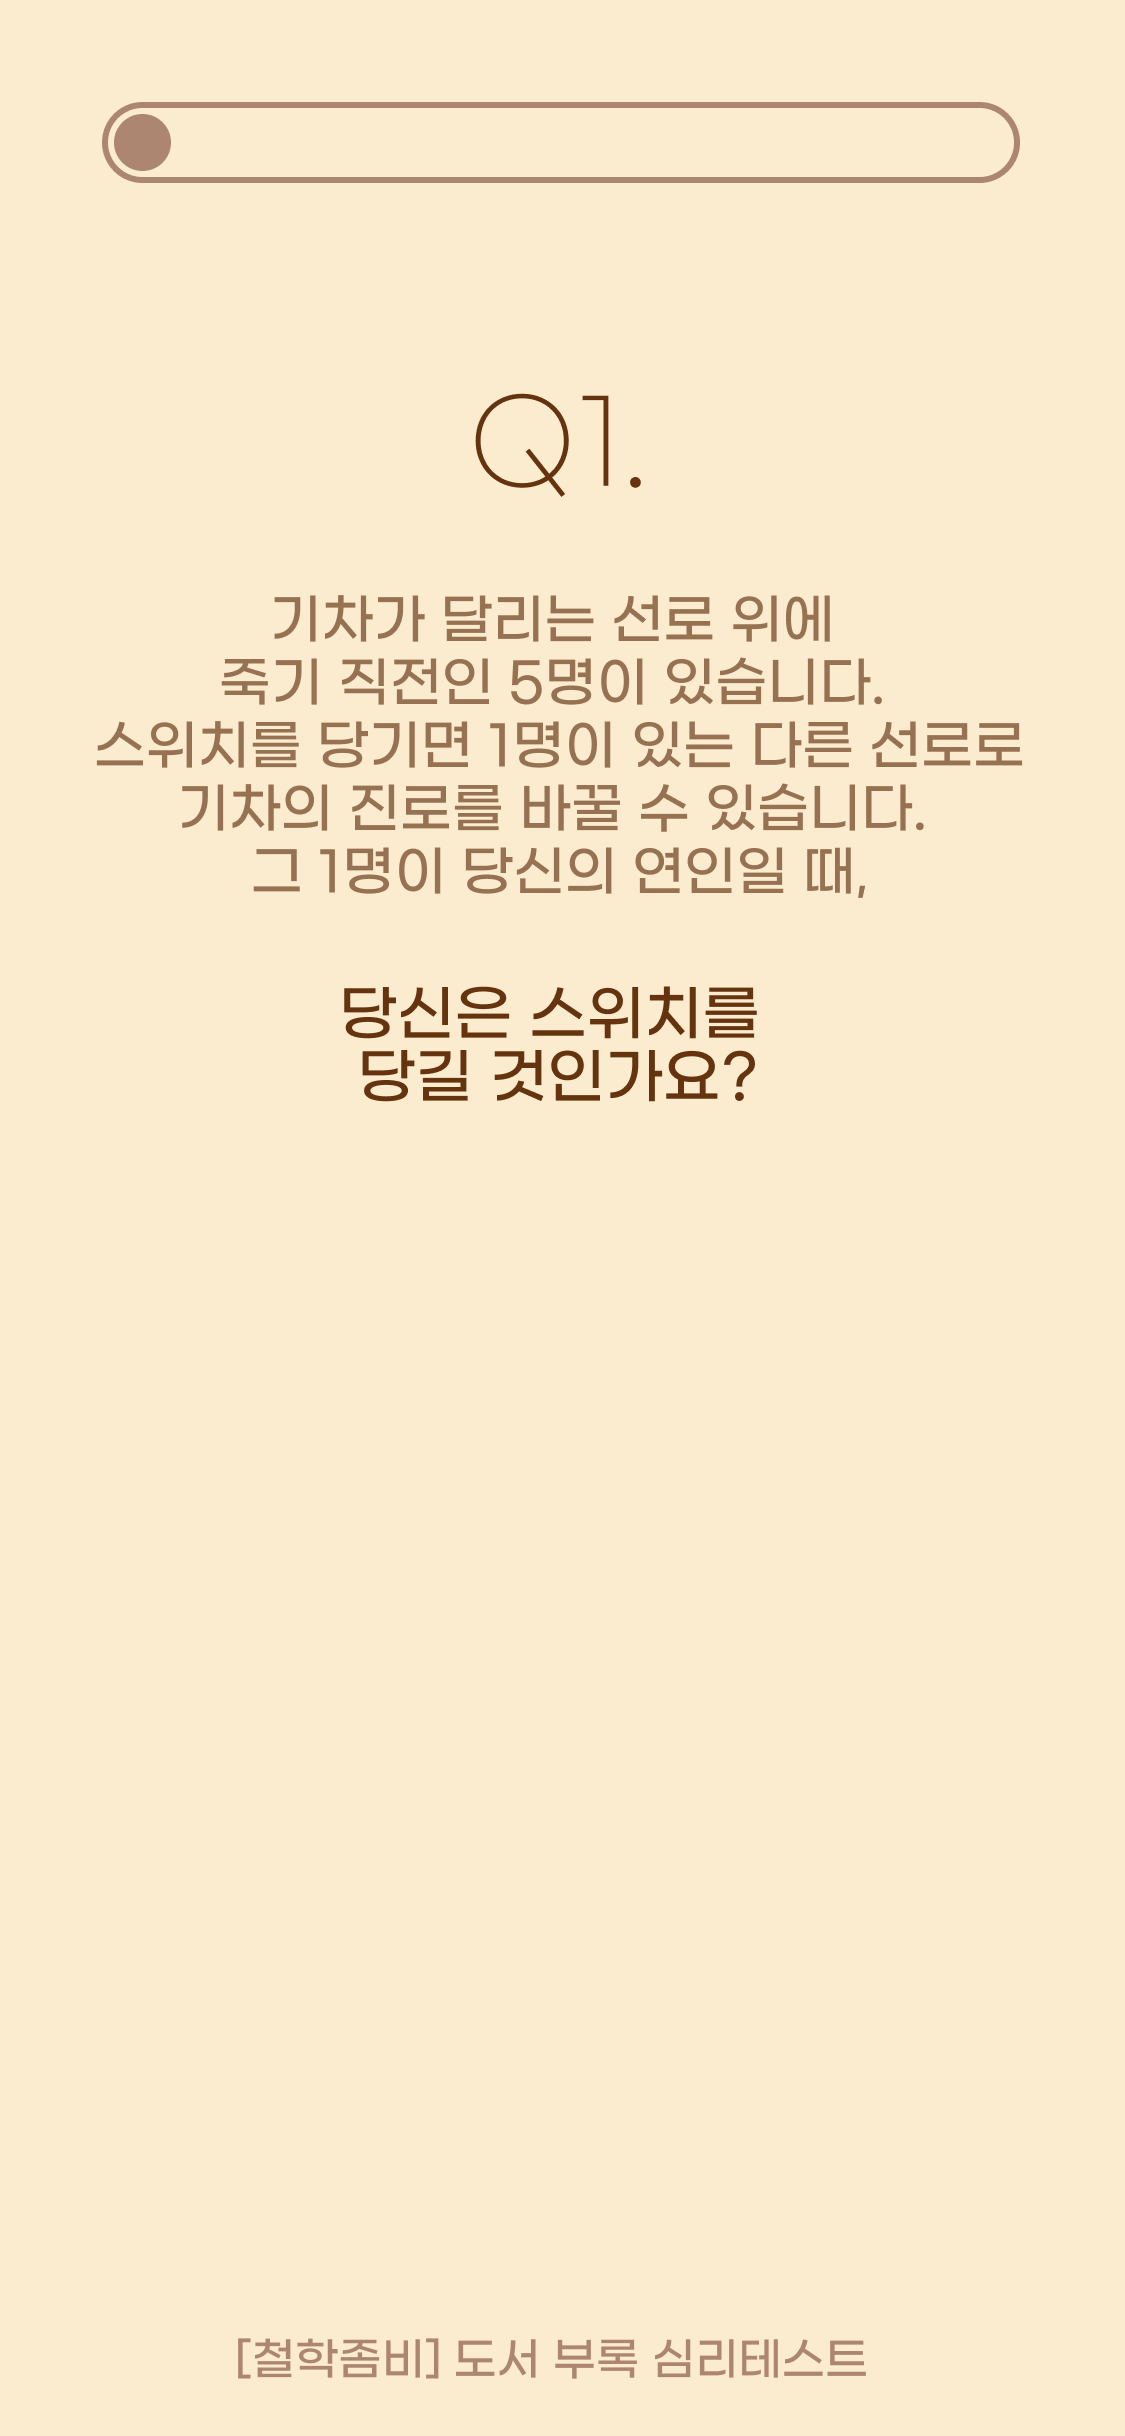 Q1.
기차가 달리는 선로 위에
죽기 직전인 5명이 있습니다.
스위치를 당기면 1명이 있는 다른 선로로
기차의 진로를 바꿀 수 있습니다.
그 1명이 당신의 연인일 때,
당신은 스위치를
당길 것인가요?
[철학좀비] 도서 부록 심리테스트